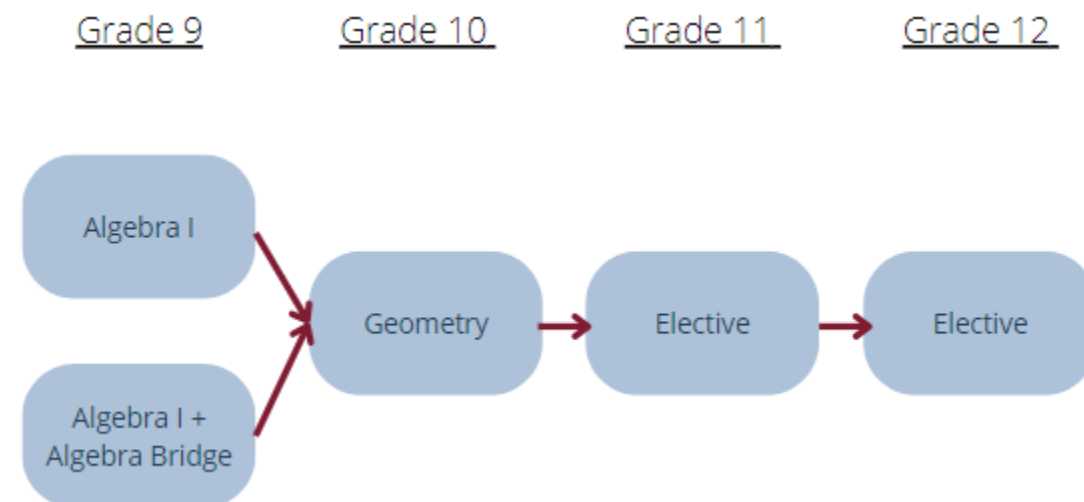 Grade 9
Grade 10
Grade 11
Grade 12
Algebra I
Algebra I +
Algebra Bridge
Geometry
Elective
Elective